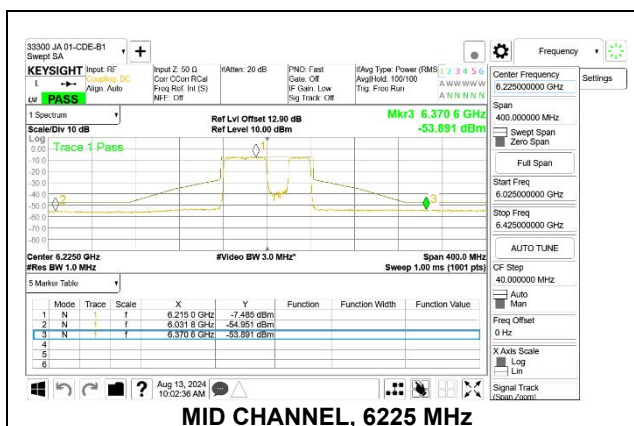 33300 JA 01-CDE-B1
Swept SA
Frequency
KEYSIGHT Input: RF
Coupling: DC
Align: Auto
Input Z: 50 Ω
Corr CCorr RCal
Freq Ref: Int (S)
NFE: Off
#Atten: 20 dB
PNO: Fast
Gate: Off
IF Gain: Low
Sig Track: Off
#Avg Type: Power (RMS
Avg|Hold: 100/100
Trig: Free Run
1 2 3 4 5 6
A W W W W W
A N N N N N
L
LXI PASS
Center Frequency
6.225000000 GHz
Settings
Span
400.000000 MHz
Swept Span
Zero Span
Full Span
Start Freq
6.025000000 GHz
Stop Freq
6.425000000 GHz
AUTO TUNE
CF Step
40.000000 MHz
Auto
Man
Freq Offset
0 Hz
X Axis Scale
Log
Lin
Signal Track
(Span Zoom)
1 Spectrum
Scale/Div 10 dB
Ref Lvl Offset 12.90 dB
Ref Level 10.00 dBm
Mkr3 6.370 6 GHz
-53.891 dBm
Log
Trace 1 Pass
0.00
-10.0
-20.0
-30.0
-40.0
-50.0
-60.0
-70.0
-80.0
1
2
3
Center 6.2250 GHz
#Res BW 1.0 MHz
#Video BW 3.0 MHz*
Span 400.0 MHz
Sweep 1.00 ms (1001 pts)
5 Marker Table
Mode Trace Scale X Y Function Function Width Function Value
1 N 1 f 6.215 0 GHz -7.485 dBm
2 N 1 f 6.031 8 GHz -54.951 dBm
3 N 1 f 6.370 6 GHz -53.891 dBm
4
5
6
Aug 13, 2024
10:02:36 AM
MID CHANNEL, 6225 MHz